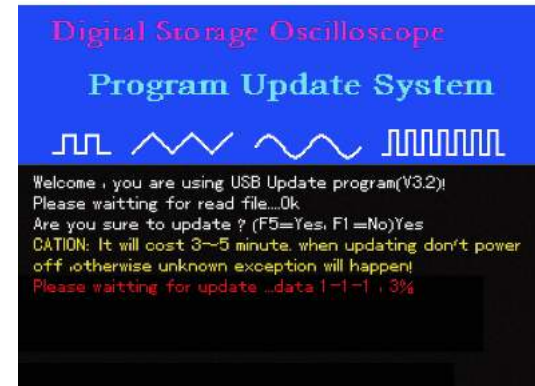 Digital Storage Oscilloscope
Program Update System
Welcome , you are using USB Update program(V3.2)!
Please waitting for read file....Ok
Are you sure to update ? (F5=Yes, F1=No)Yes
CATION: It will cost 3~5 minute, when updating don't power
off ,otherwise unknown exception will happen!
Please waitting for update ...data 1-1-1 , 3%